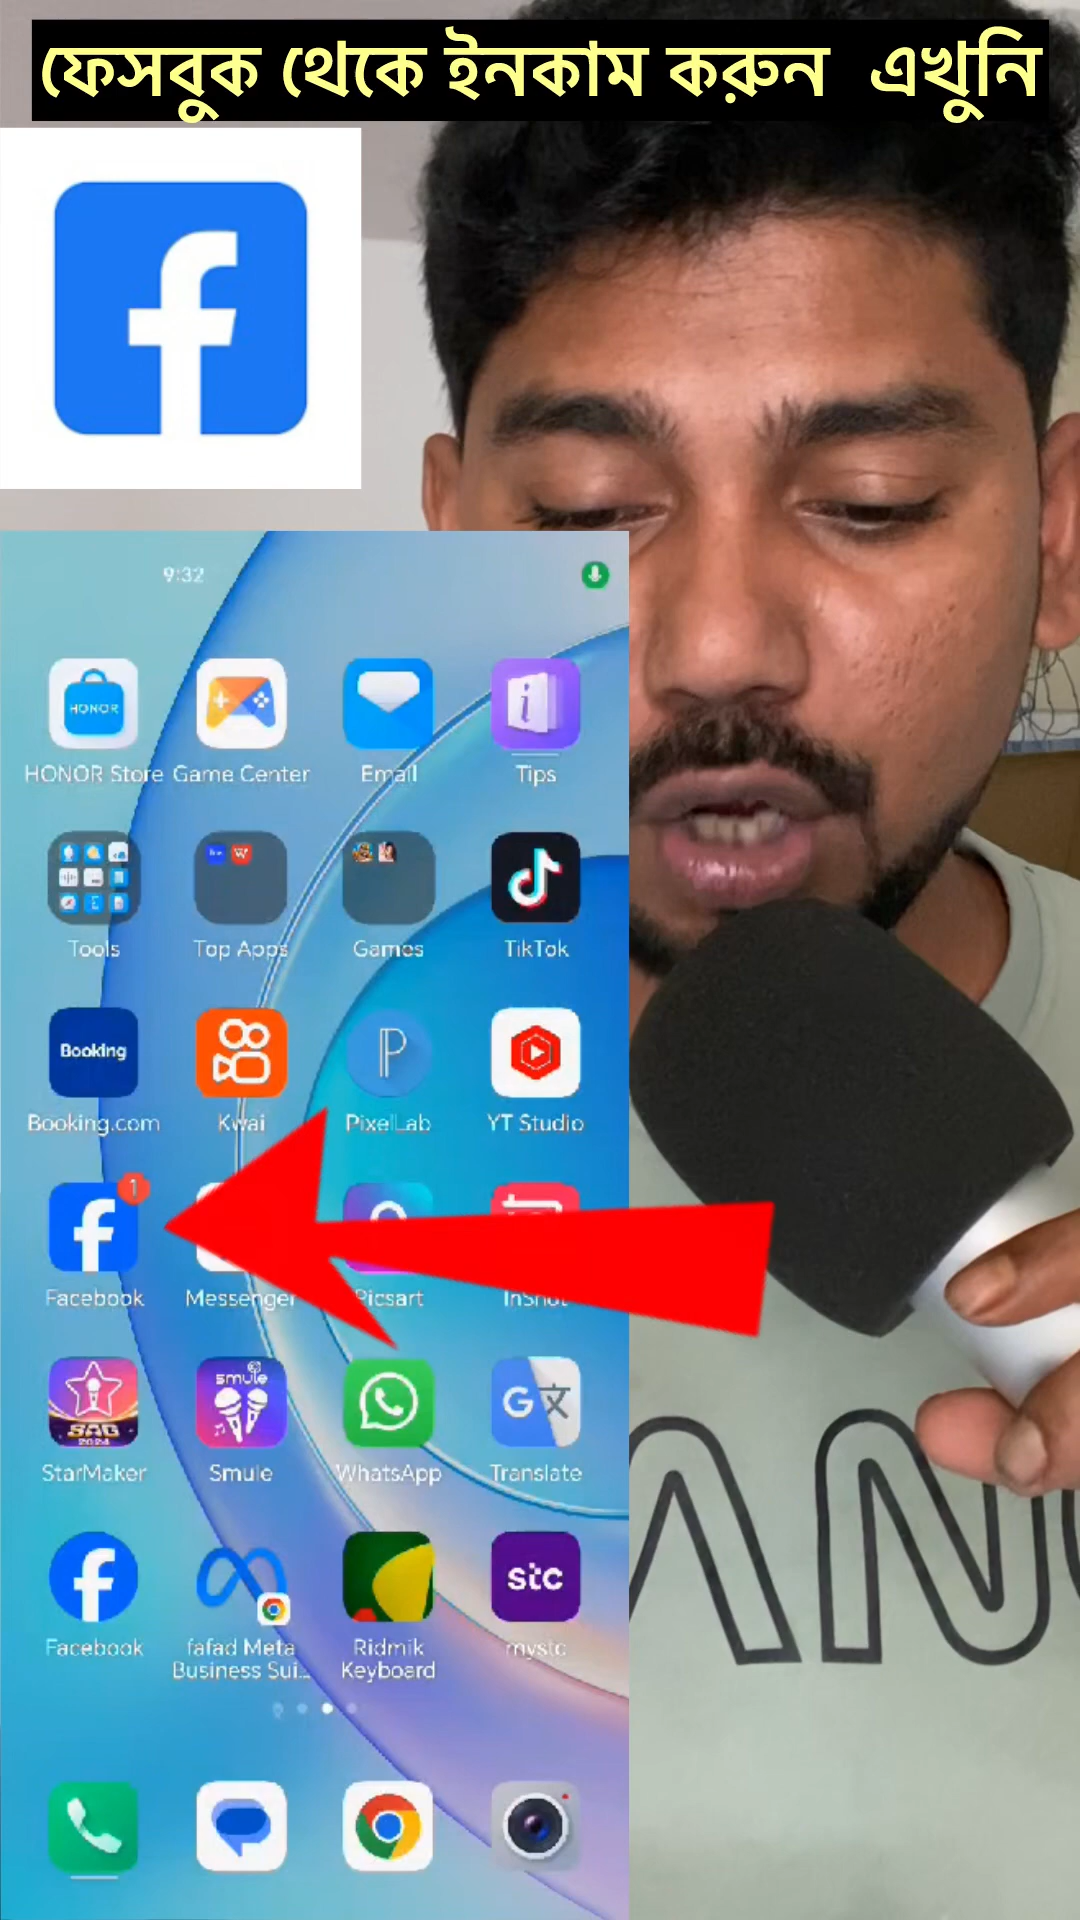 ফেসবুক থেকে ইনকাম করুন এখুনি
9:32
HONOR
HONOR Store Game Center Email Tips
Tools Top Apps Games TikTok
Booking
Booking.com Kwai PixelLab YT Studio
1
Facebook Messenger Picsart InShot
SAG
2024
smule
StarMaker Smule WhatsApp Translate
stc
Facebook fafad Meta Business Sui... Ridmik Keyboard mystc